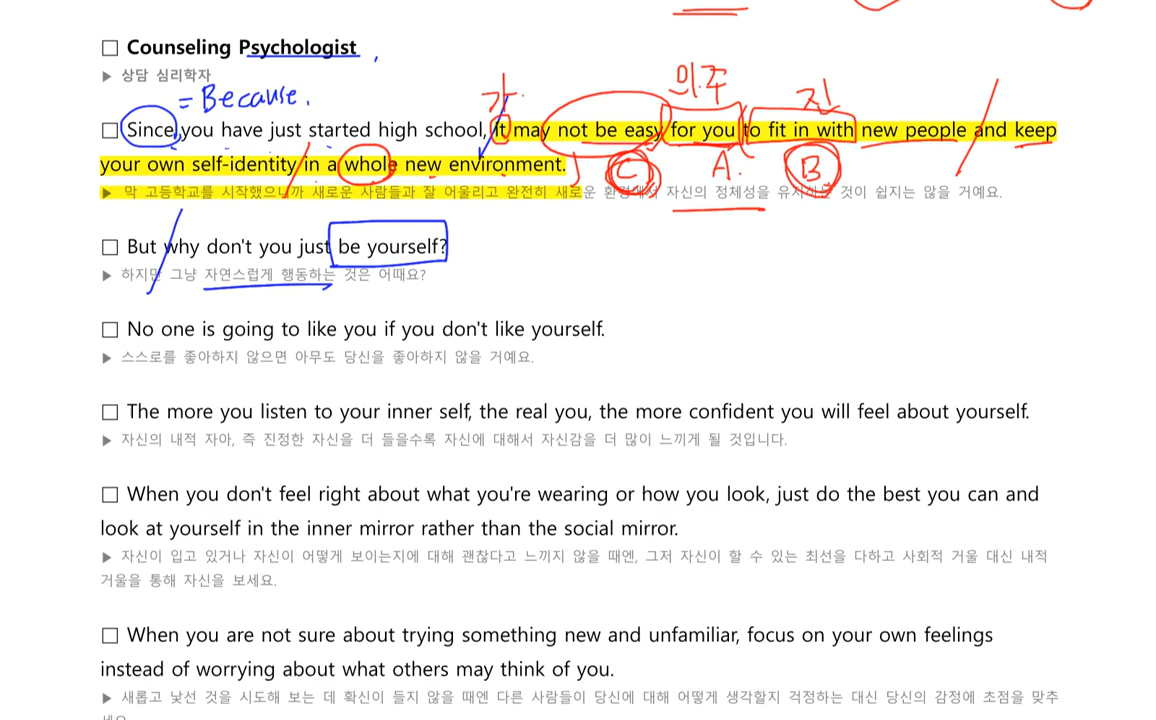 ☐ Counseling Psychologist
▶ 상담 심리학자
= Because.
가.
의.주
진
☐ Since you have just started high school, it may not be easy for you to fit in with new people and keep
your own self-identity in a whole new environment.
C
A.
B
▶ 막 고등학교를 시작했으니까 새로운 사람들과 잘 어울리고 완전히 새로운 환경에서 자신의 정체성을 유지하는 것이 쉽지는 않을 거예요.
☐ But why don't you just be yourself?
▶ 하지만 그냥 자연스럽게 행동하는 것은 어때요?
☐ No one is going to like you if you don't like yourself.
▶ 스스로를 좋아하지 않으면 아무도 당신을 좋아하지 않을 거예요.
☐ The more you listen to your inner self, the real you, the more confident you will feel about yourself.
▶ 자신의 내적 자아, 즉 진정한 자신을 더 들을수록 자신에 대해서 자신감을 더 많이 느끼게 될 것입니다.
☐ When you don't feel right about what you're wearing or how you look, just do the best you can and
look at yourself in the inner mirror rather than the social mirror.
▶ 자신이 입고 있거나 자신이 어떻게 보이는지에 대해 괜찮다고 느끼지 않을 때엔, 그저 자신이 할 수 있는 최선을 다하고 사회적 거울 대신 내적
거울을 통해 자신을 보세요.
☐ When you are not sure about trying something new and unfamiliar, focus on your own feelings
instead of worrying about what others may think of you.
▶ 새롭고 낯선 것을 시도해 보는 데 확신이 들지 않을 때엔 다른 사람들이 당신에 대해 어떻게 생각할지 걱정하는 대신 당신의 감정에 초점을 맞추